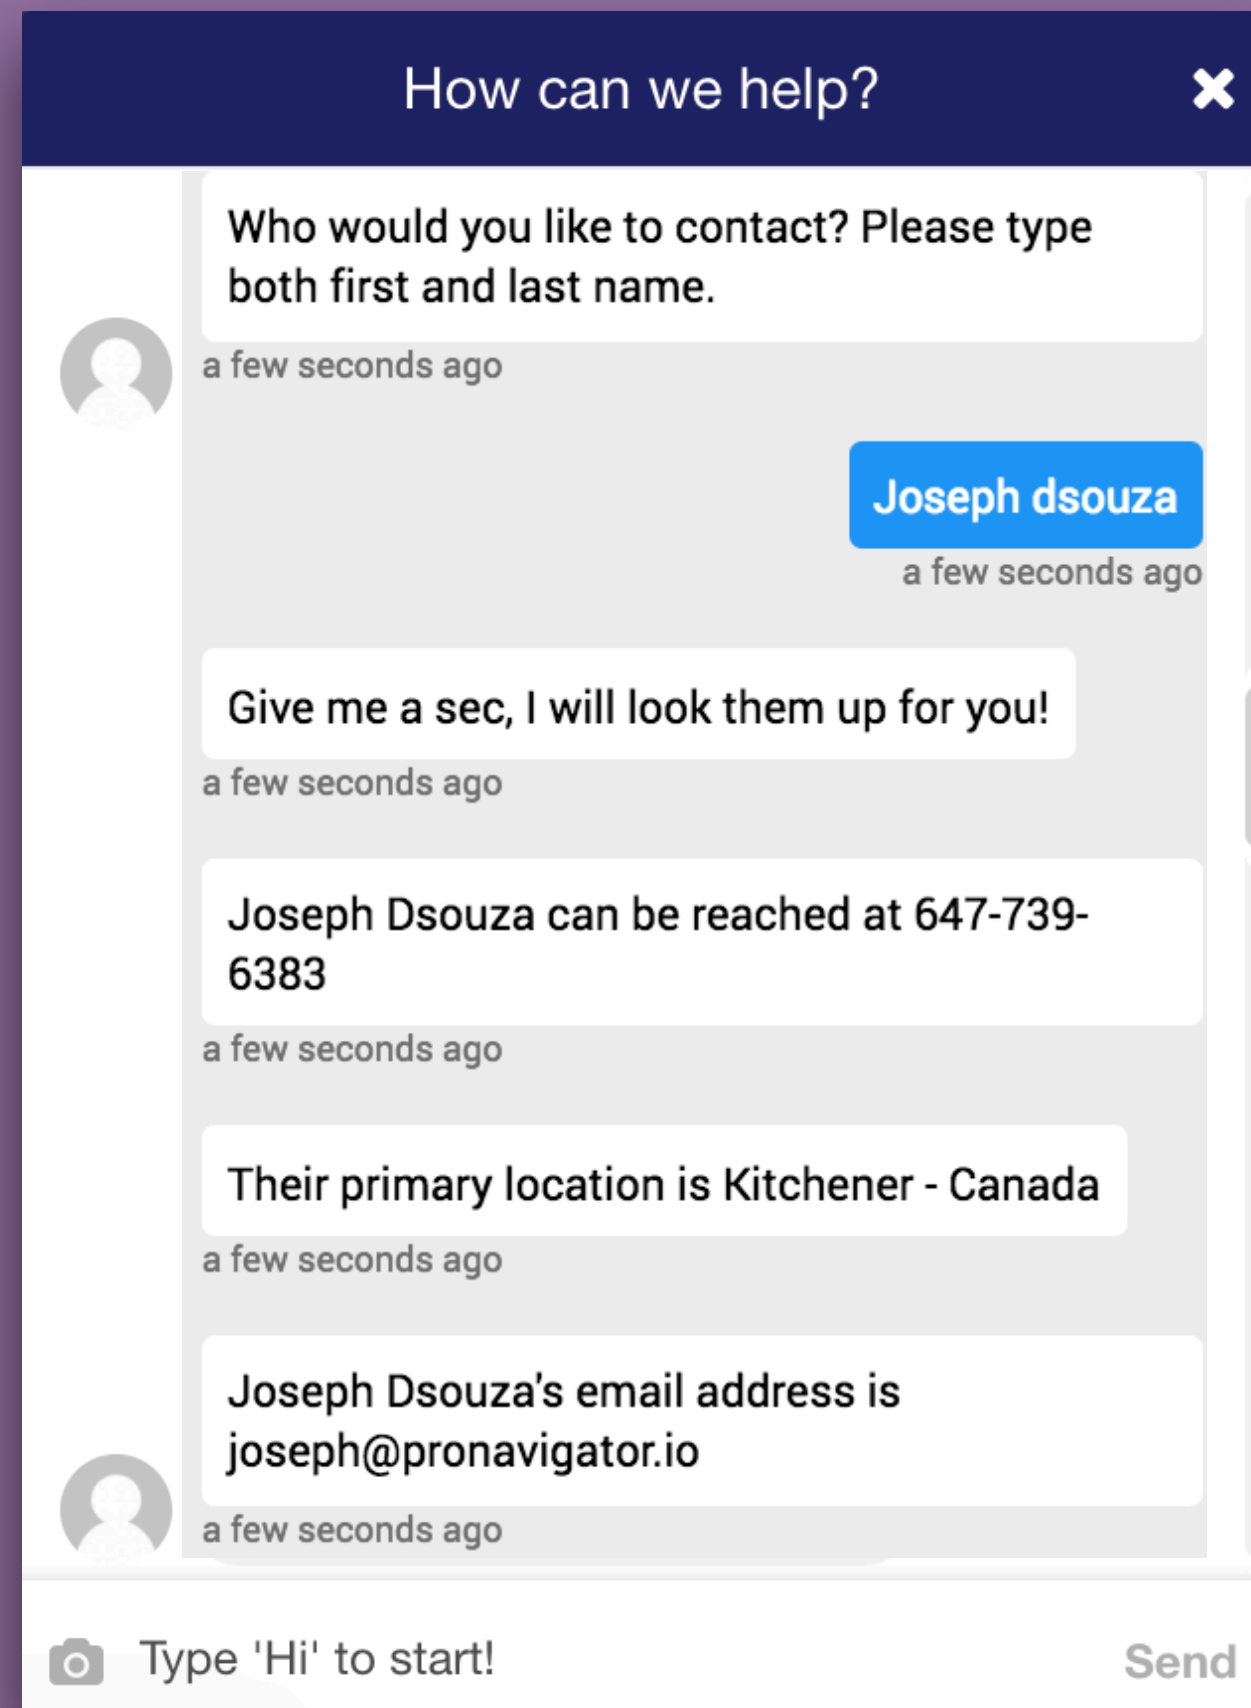 How can we help?
Who would you like to contact? Please type
both first and last name.
a few seconds ago
Joseph dsouza
a few seconds ago
Give me a sec, I will look them up for you!
a few seconds ago
Joseph Dsouza can be reached at 647-739-
6383
a few seconds ago
Their primary location is Kitchener - Canada
a few seconds ago
Joseph Dsouza's email address is
joseph@pronavigator.io
a few seconds ago
Type 'Hi' to start!
Send